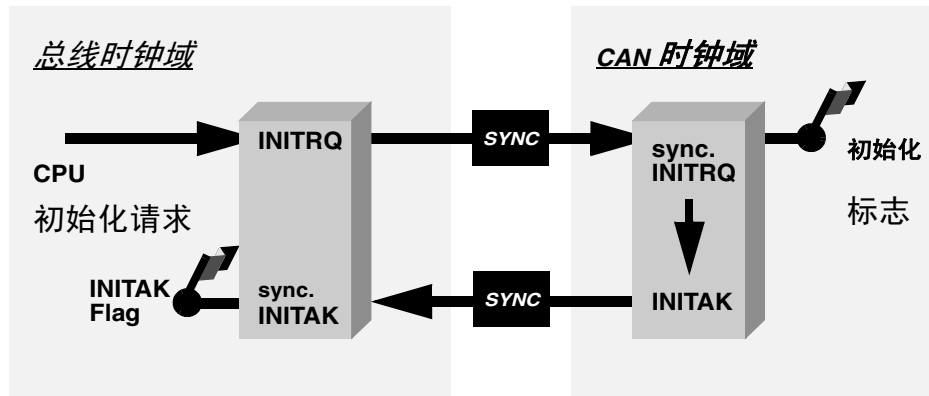 总线时钟域
CAN 时钟域
INITRQ
SYNC
sync.
INITRQ
初始化
标志
CPU
初始化请求
INITAK
Flag
sync.
INITAK
SYNC
INITAK